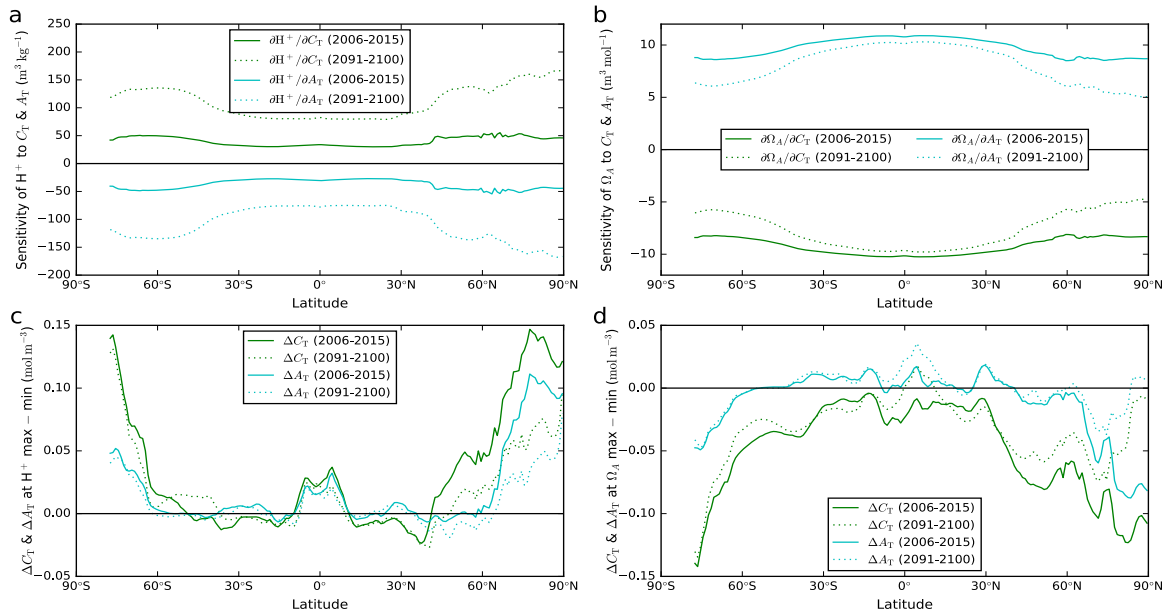 a
Sensitivity of H⁺ to C_T & A_T (m³ kg⁻¹)
250
200
150
100
50
0
−50
−100
−150
−200
∂H⁺/∂C_T (2006-2015)
∂H⁺/∂C_T (2091-2100)
∂H⁺/∂A_T (2006-2015)
∂H⁺/∂A_T (2091-2100)
90°S 60°S 30°S 0° 30°N 60°N 90°N
Latitude
b
Sensitivity of Ω_A to C_T & A_T (m³ mol⁻¹)
10
5
0
−5
−10
∂Ω_A/∂C_T (2006-2015) ∂Ω_A/∂A_T (2006-2015)
∂Ω_A/∂C_T (2091-2100) ∂Ω_A/∂A_T (2091-2100)
90°S 60°S 30°S 0° 30°N 60°N 90°N
Latitude
c
ΔC_T & ΔA_T at H⁺ max − min (mol m⁻³)
0.15
0.10
0.05
0.00
−0.05
ΔC_T (2006-2015)
ΔC_T (2091-2100)
ΔA_T (2006-2015)
ΔA_T (2091-2100)
90°S 60°S 30°S 0° 30°N 60°N 90°N
Latitude
d
ΔC_T & ΔA_T at Ω_A max − min (mol m⁻³)
0.05
0.00
−0.05
−0.10
−0.15
ΔC_T (2006-2015)
ΔC_T (2091-2100)
ΔA_T (2006-2015)
ΔA_T (2091-2100)
90°S 60°S 30°S 0° 30°N 60°N 90°N
Latitude